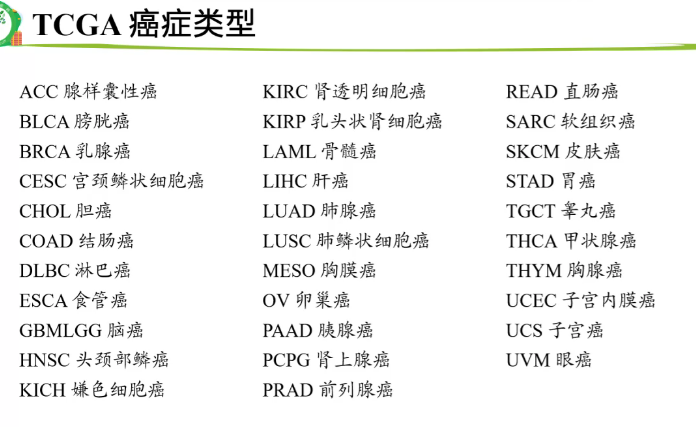 TCGA 癌症类型
ACC 腺样囊性癌
BLCA 膀胱癌
BRCA 乳腺癌
CESC 宫颈鳞状细胞癌
CHOL 胆癌
COAD 结肠癌
DLBC 淋巴癌
ESCA 食管癌
GBMLGG 脑癌
HNSC 头颈部鳞癌
KICH 嫌色细胞癌
KIRC 肾透明细胞癌
KIRP 乳头状肾细胞癌
LAML 骨髓癌
LIHC 肝癌
LUAD 肺腺癌
LUSC 肺鳞状细胞癌
MESO 胸膜癌
OV 卵巢癌
PAAD 胰腺癌
PCPG 肾上腺癌
PRAD 前列腺癌
READ 直肠癌
SARC 软组织癌
SKCM 皮肤癌
STAD 胃癌
TGCT 睾丸癌
THCA 甲状腺癌
THYM 胸腺癌
UCEC 子宫内膜癌
UCS 子宫癌
UVM 眼癌